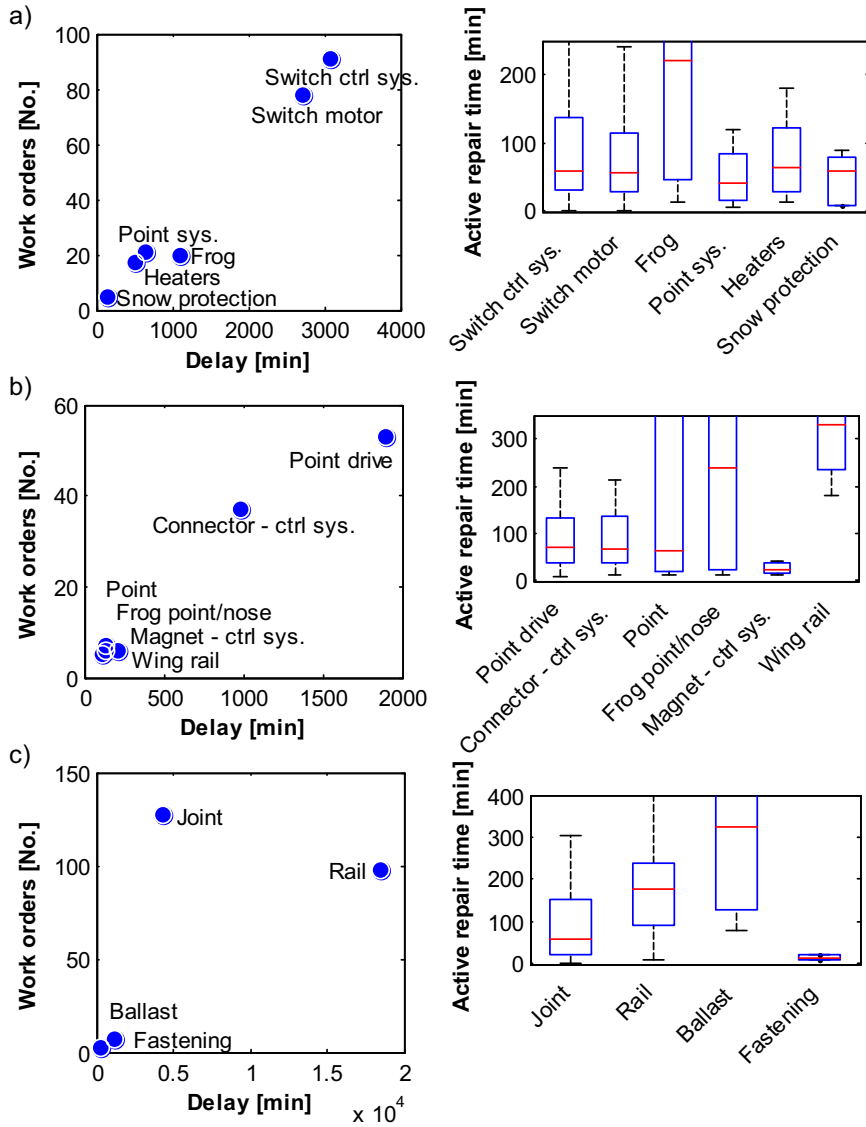 a)
100
80
60
40
20
0
Work orders [No.]
Switch ctrl sys.
Switch motor
Point sys.
Frog
Heaters
Snow protection
0 1000 2000 3000 4000
Delay [min]
200
100
0
Active repair time [min]
Switch ctrl sys.
Switch motor
Frog
Point sys.
Heaters
Snow protection
b)
60
40
20
0
Work orders [No.]
Point drive
Connector - ctrl sys.
Point
Frog point/nose
Magnet - ctrl sys.
Wing rail
0 500 1000 1500 2000
Delay [min]
300
200
100
0
Active repair time [min]
Point drive
Connector - ctrl sys.
Point
Frog point/nose
Magnet - ctrl sys.
Wing rail
c)
150
100
50
0
Work orders [No.]
Joint
Rail
Ballast
Fastening
0 0.5 1 1.5 2
Delay [min]
x 10^4
400
300
200
100
0
Active repair time [min]
Joint
Rail
Ballast
Fastening